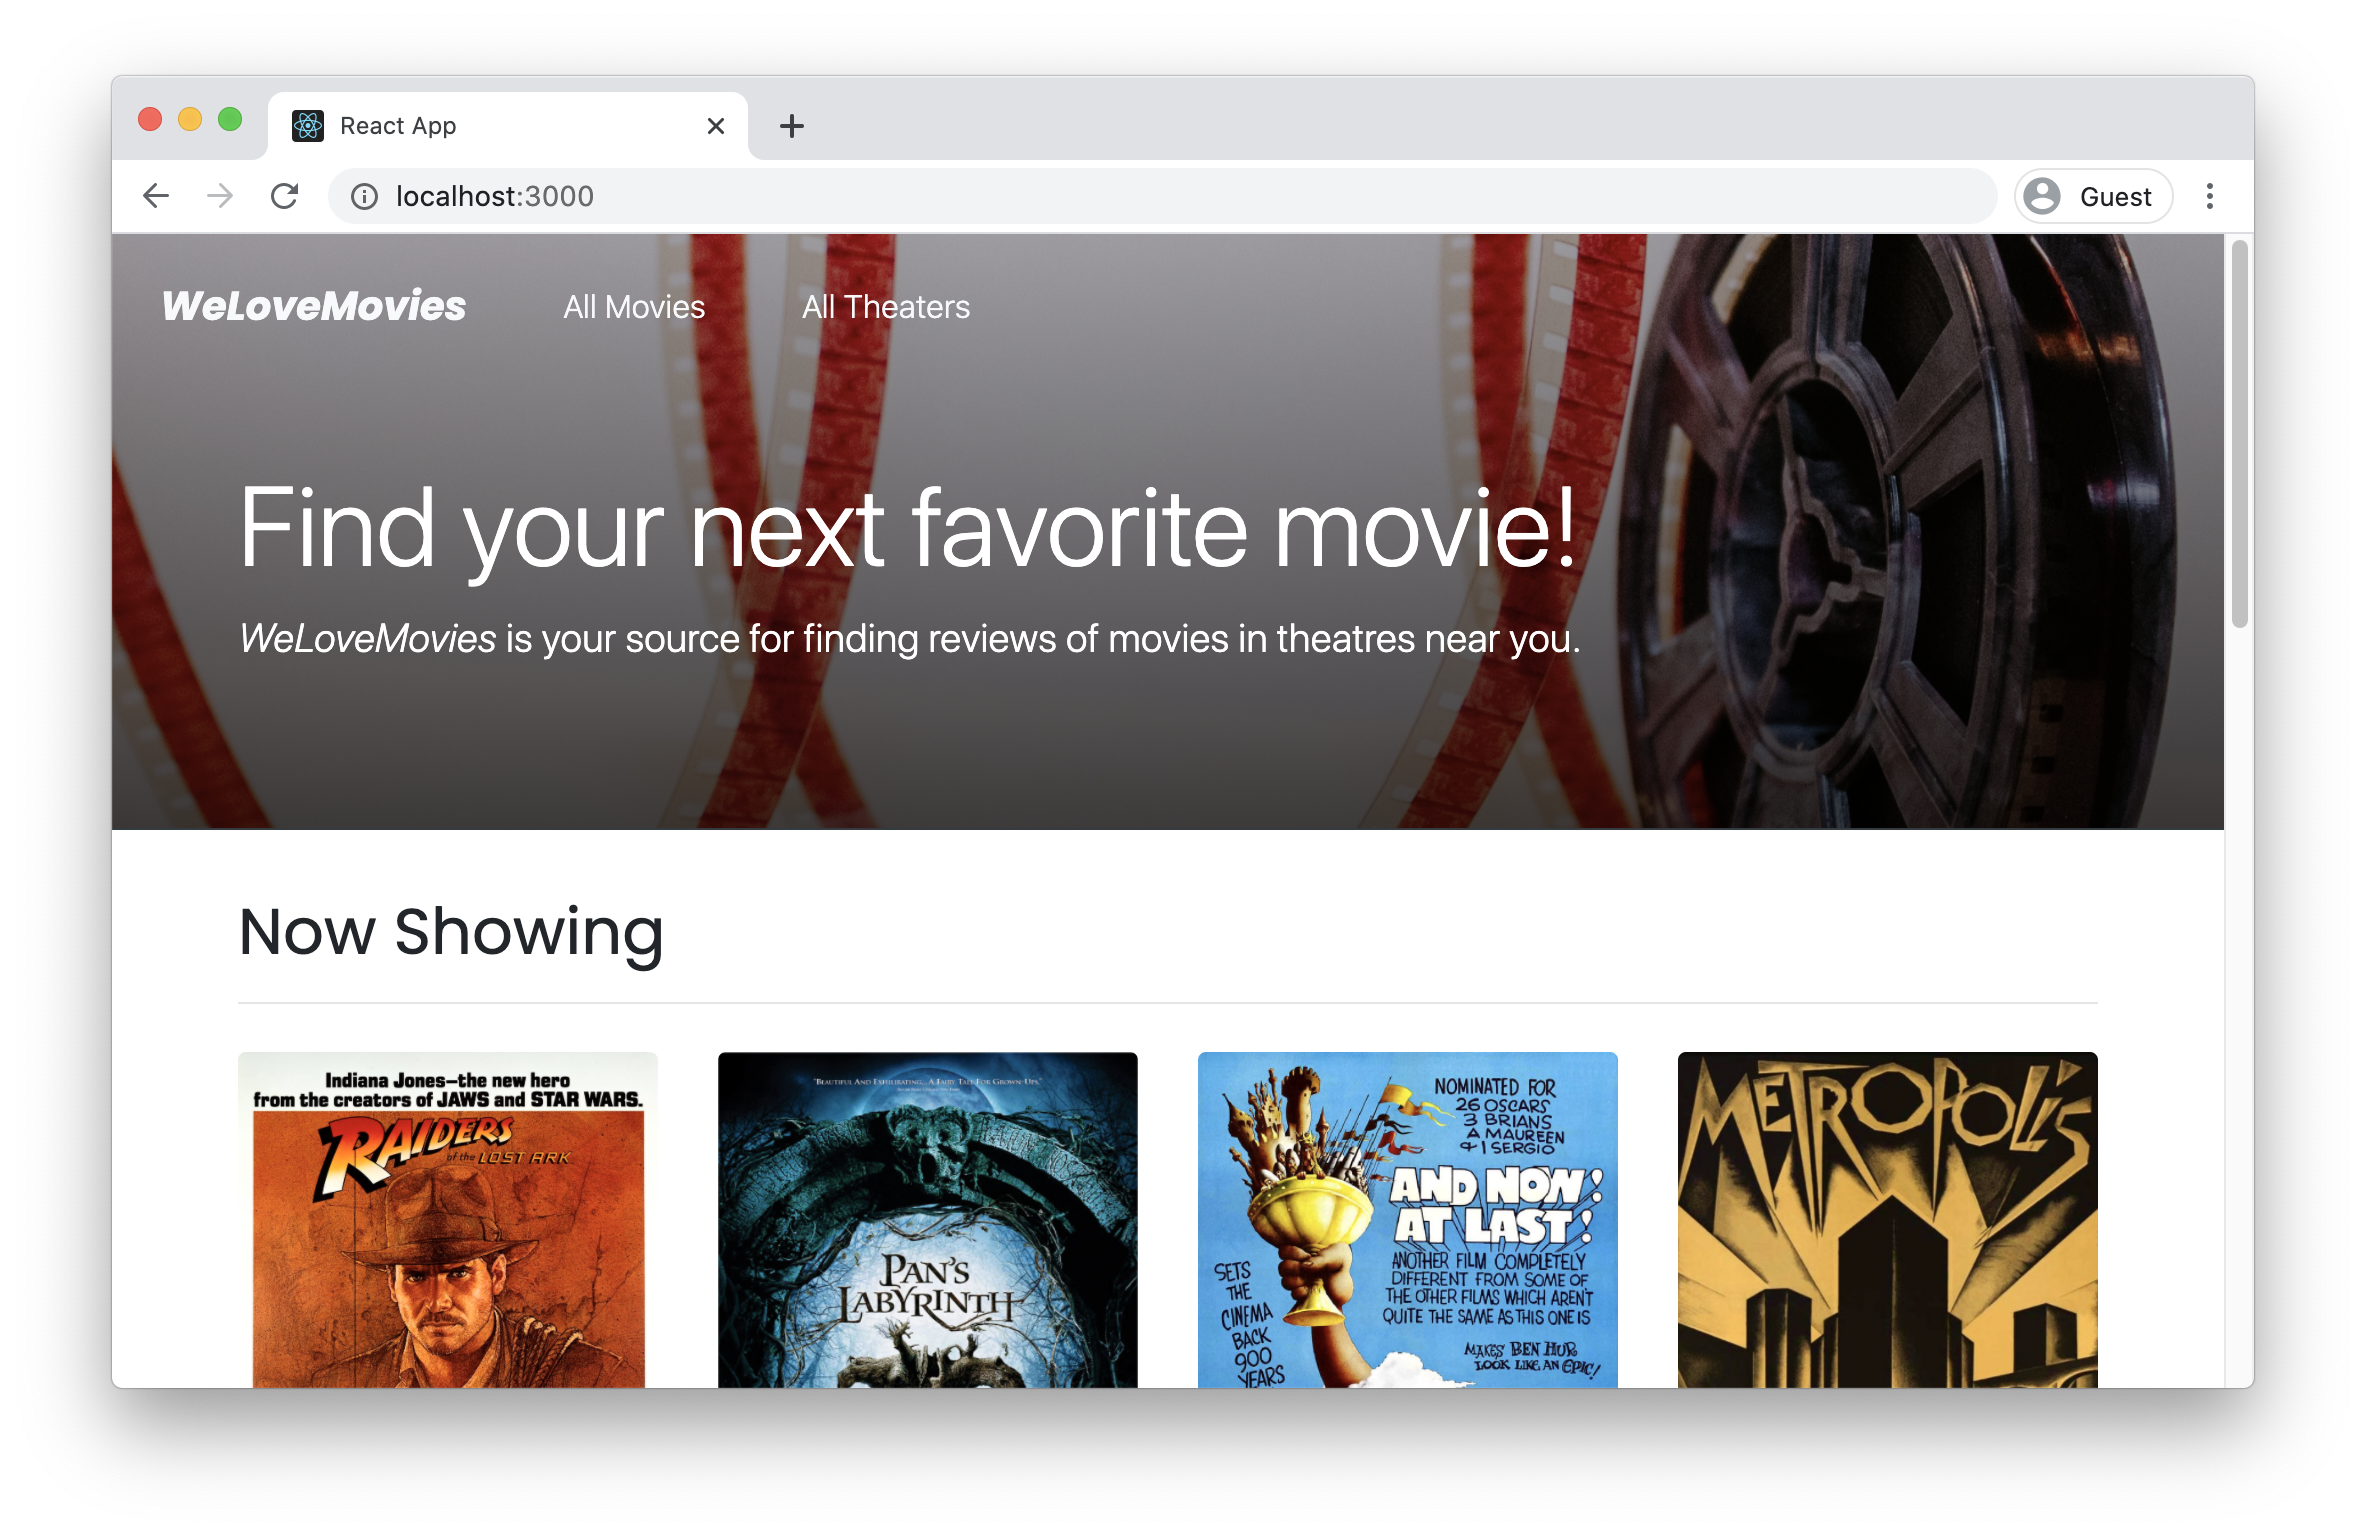 React App
localhost:3000
Guest
WeLoveMovies All Movies All Theaters
Find your next favorite movie!
WeLoveMovies is your source for finding reviews of movies in theatres near you.
Now Showing
Indiana Jones—the new hero
from the creators of JAWS and STAR WARS.
RAIDERS
of the LOST ARK
"BEAUTIFUL AND EXHILARATING. A FAIRY TALE FOR GROWN-UPS."
PAN'S
LABYRINTH
NOMINATED FOR
26 OSCARS
3 BRIANS
A MAUREEN
& 1 SERGIO
AND NOW!
AT LAST!
ANOTHER FILM COMPLETELY
DIFFERENT FROM SOME OF
THE OTHER FILMS WHICH AREN'T
QUITE THE SAME AS THIS ONE IS
SETS
THE
CINEMA
BACK
900
YEARS
MAKES BEN HUR
LOOK LIKE AN EPIC!
METROPOLIS